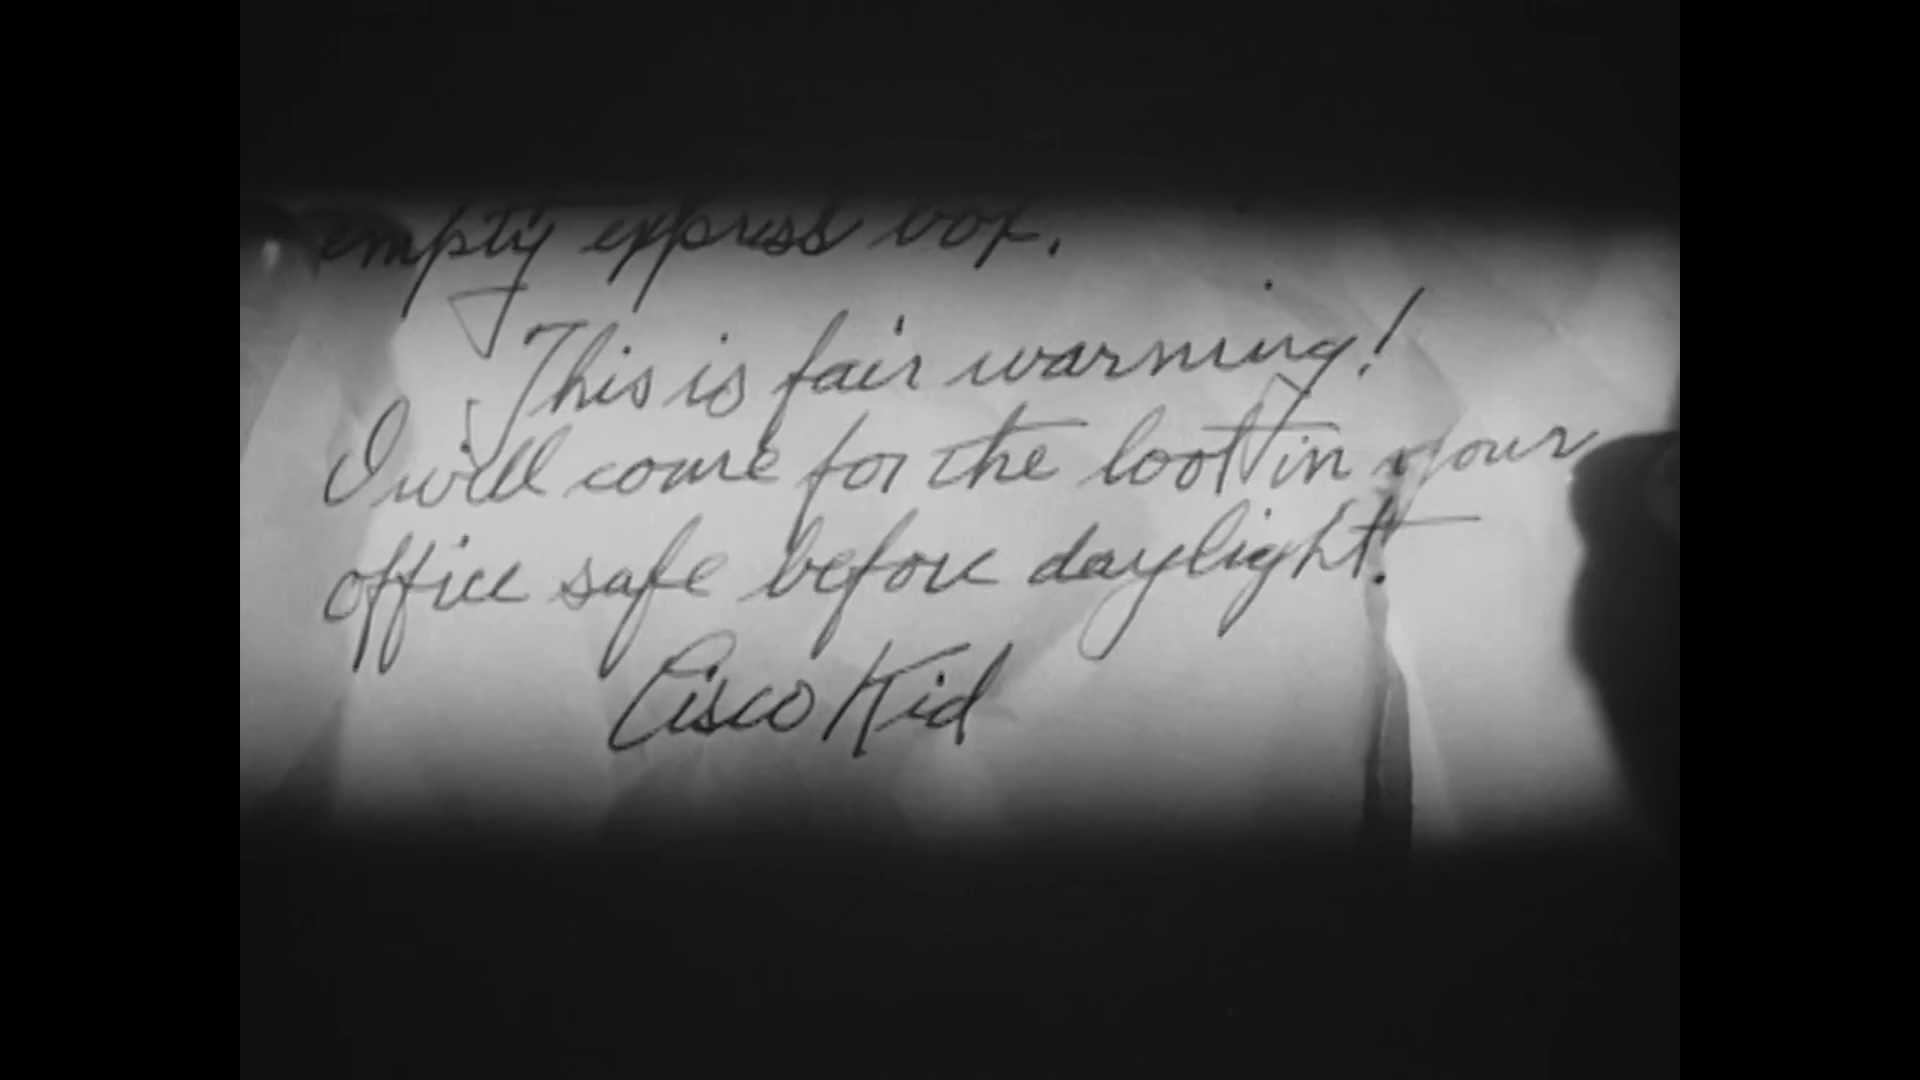 empty express box.
This is fair warning!
I will come for the loot in your
office safe before daylight!
Cisco Kid